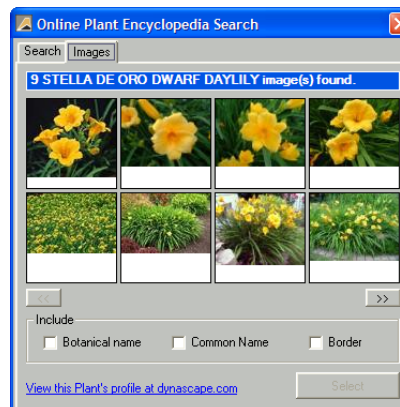 Online Plant Encyclopedia Search
Search Images
9 STELLA DE ORO DWARF DAYLILY image(s) found.
<< >>
Include
Botanical name Common Name Border
View this Plant's profile at dynascape.com Select